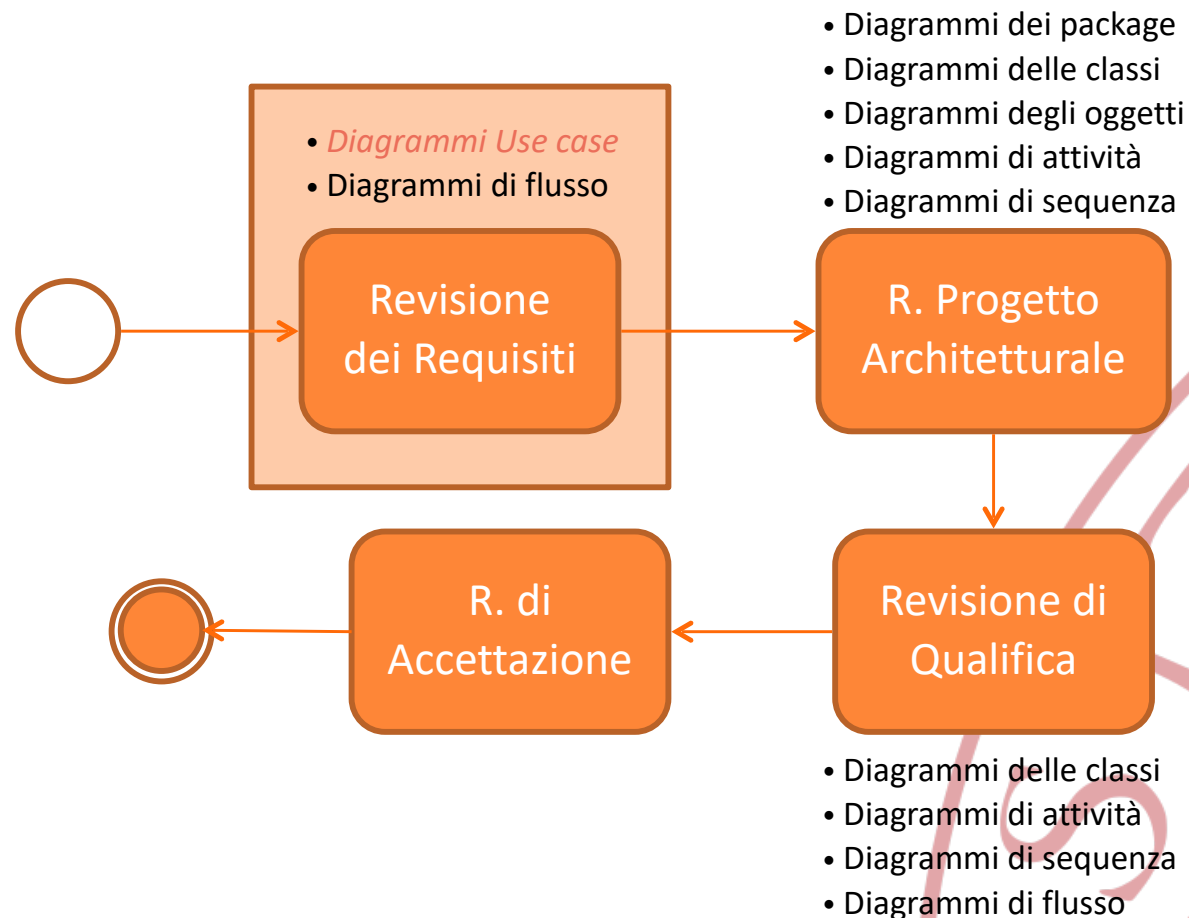 • Diagrammi dei package
• Diagrammi delle classi
• Diagrammi degli oggetti
• Diagrammi di attività
• Diagrammi di sequenza
• Diagrammi Use case
• Diagrammi di flusso
Revisione
dei Requisiti
R. Progetto
Architetturale
R. di
Accettazione
Revisione di
Qualifica
• Diagrammi delle classi
• Diagrammi di attività
• Diagrammi di sequenza
• Diagrammi di flusso